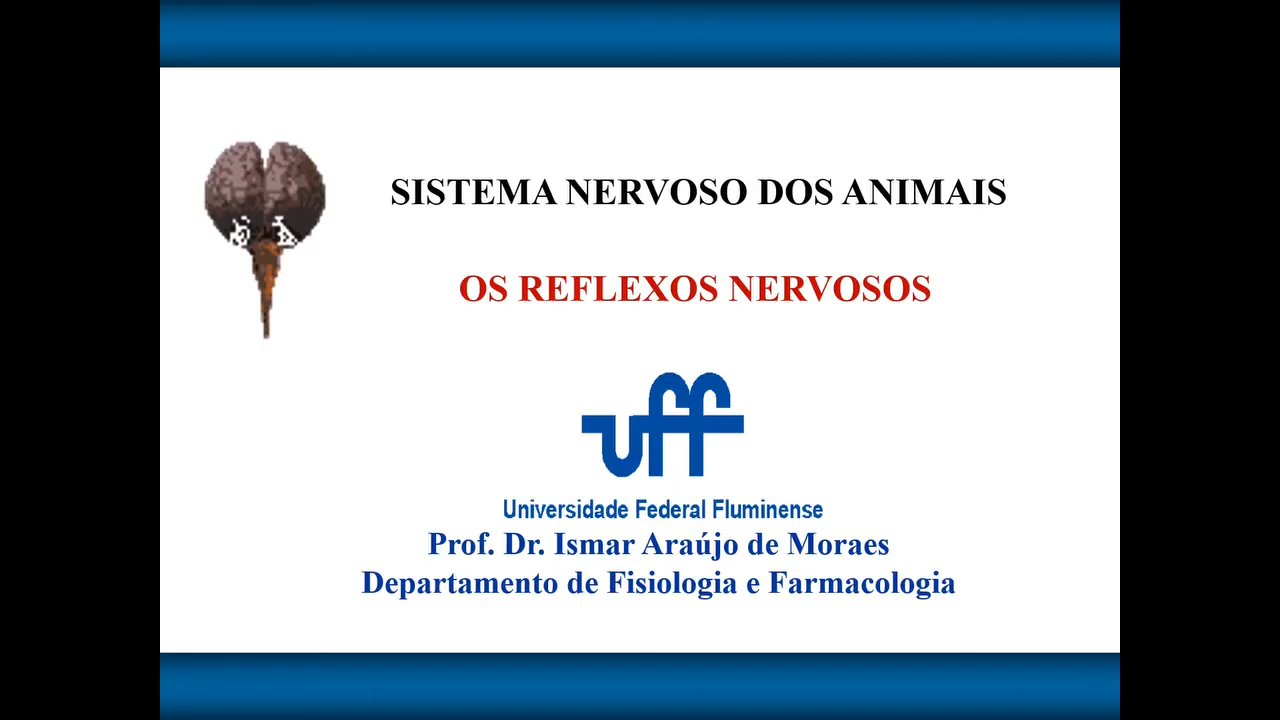 SISTEMA NERVOSO DOS ANIMAIS
OS REFLEXOS NERVOSOS
uff
Universidade Federal Fluminense
Prof. Dr. Ismar Araújo de Moraes
Departamento de Fisiologia e Farmacologia